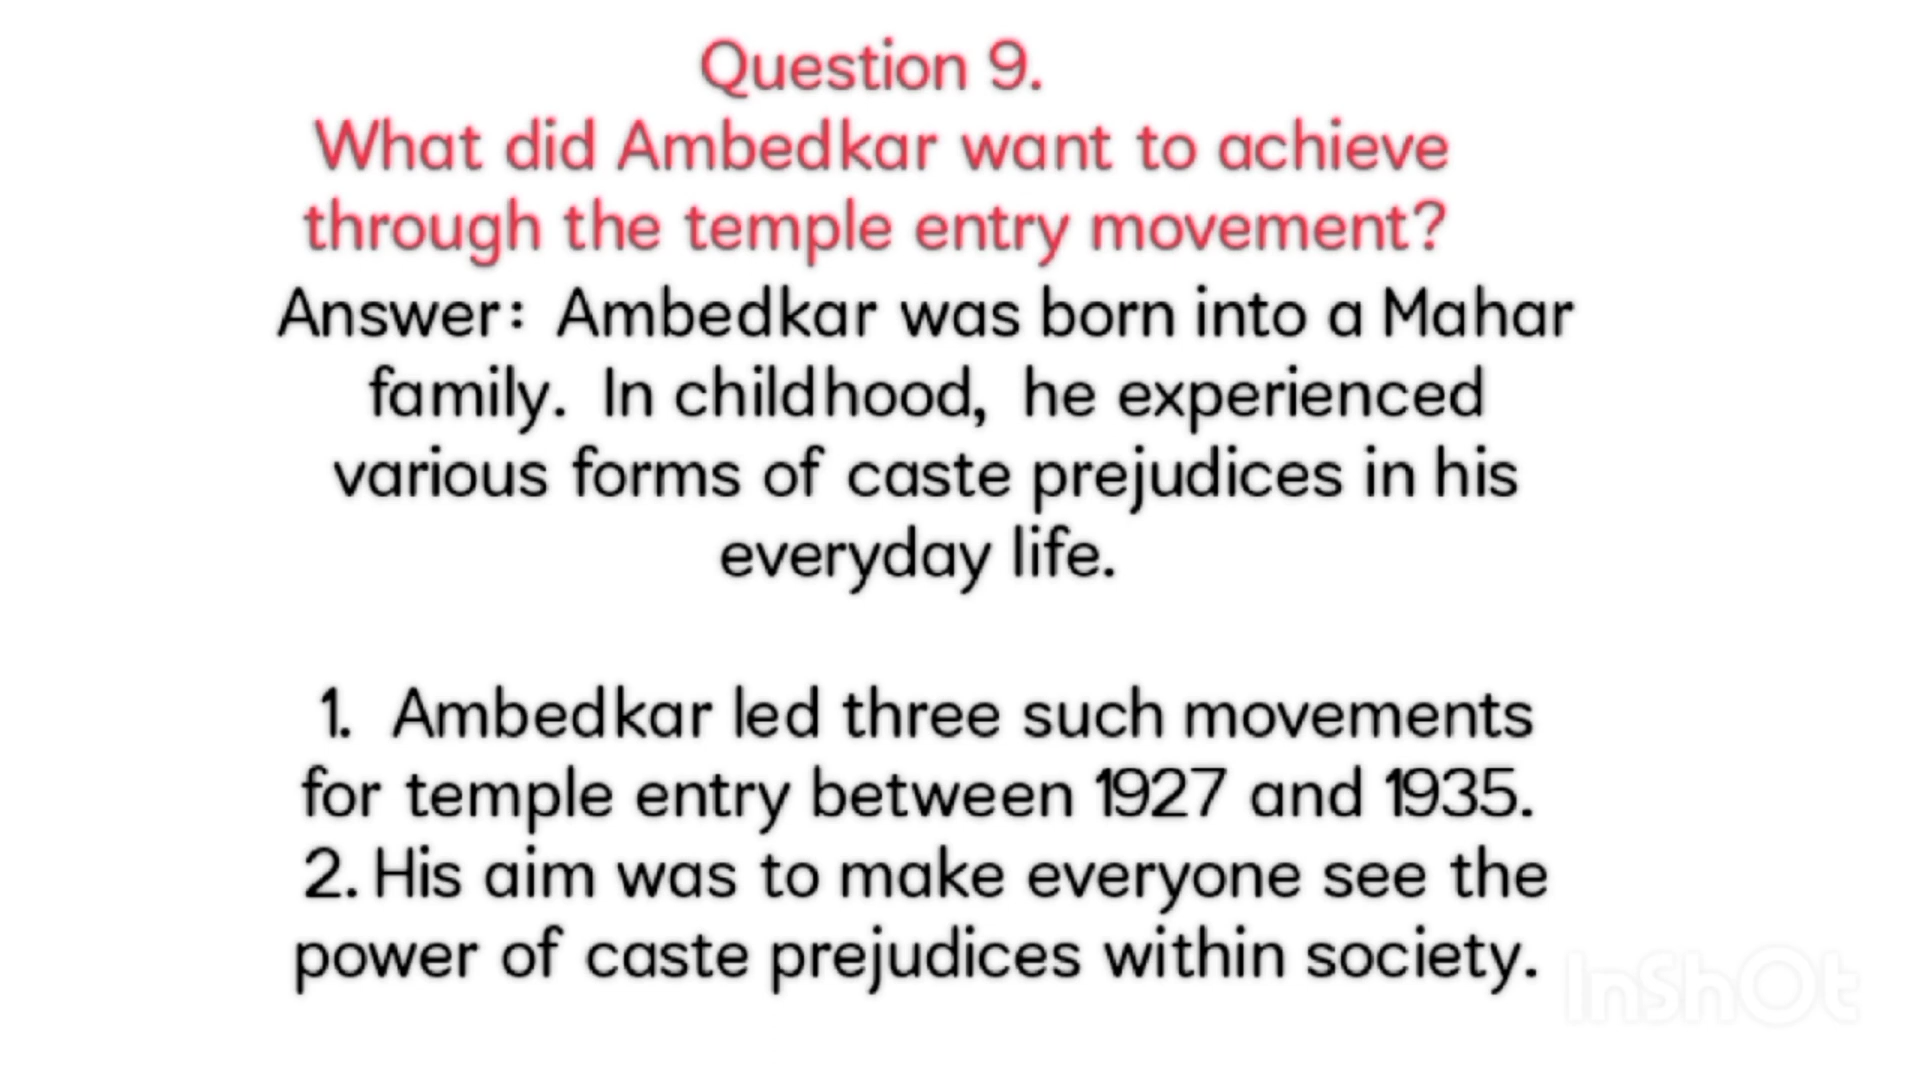 Question 9.
What did Ambedkar want to achieve
through the temple entry movement?
Answer: Ambedkar was born into a Mahar
family. In childhood, he experienced
various forms of caste prejudices in his
everyday life.
1. Ambedkar led three such movements
for temple entry between 1927 and 1935.
2. His aim was to make everyone see the
power of caste prejudices within society.
InShOt